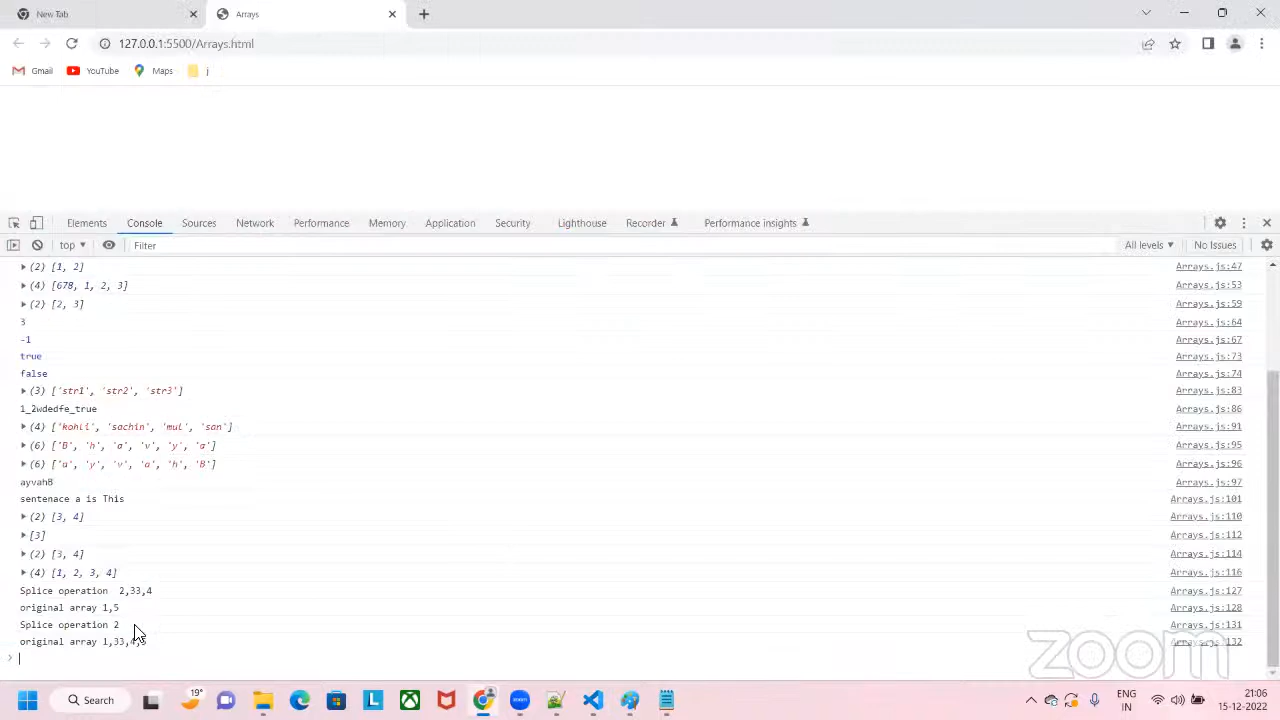 New Tab
Arrays
127.0.0.1:5500/Arrays.html
Gmail YouTube Maps j
Elements Console Sources Network Performance Memory Application Security Lighthouse Recorder Performance insights
top Filter All levels No Issues
(2) [1, 2] Arrays.js:47
(4) [678, 1, 2, 3] Arrays.js:53
(2) [2, 3] Arrays.js:59
3 Arrays.js:64
-1 Arrays.js:67
true Arrays.js:73
false Arrays.js:74
(3) ['str1', 'str2', 'str3'] Arrays.js:83
1_2wdedfe_true Arrays.js:86
(4) ['kohli', 'sachin', 'mul', 'san'] Arrays.js:91
(6) ['B', 'h', 'a', 'v', 'y', 'a'] Arrays.js:95
(6) ['a', 'y', 'v', 'a', 'h', 'B'] Arrays.js:96
ayvahB Arrays.js:97
sentenace a is This Arrays.js:101
(2) [3, 4] Arrays.js:110
[3] Arrays.js:112
(2) [3, 4] Arrays.js:114
(4) [1, 2, 3, 4] Arrays.js:116
Splice operation 2,33,4 Arrays.js:127
original array 1,5 Arrays.js:128
Splice operation 2 Arrays.js:131
original array 1,33,4,5 Arrays.js:132
zoom
Search 19° ENG
IN
21:06
15-12-2022